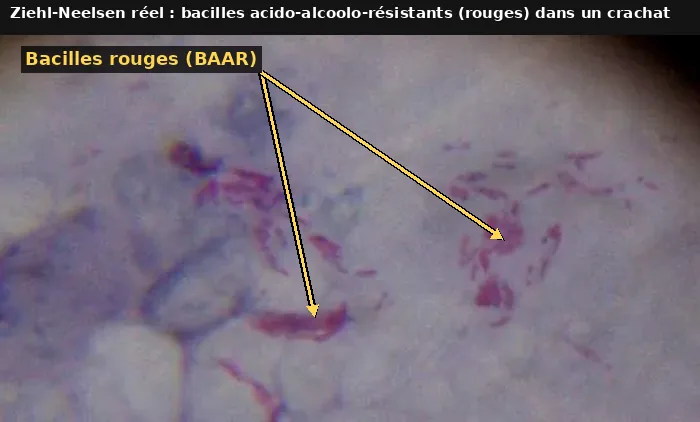 Ziehl-Neelsen réel : bacilles acido-alcoolo-résistants (rouges) dans un crachat
Bacilles rouges (BAAR)